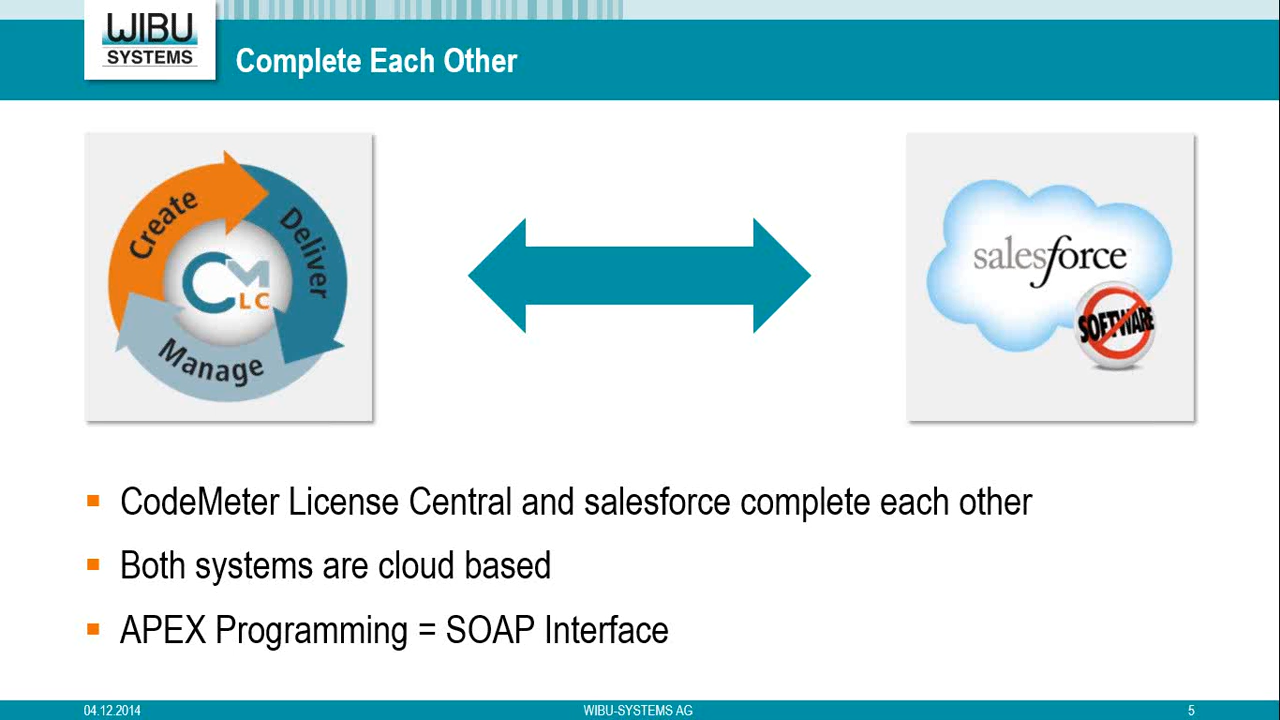 WIBU
SYSTEMS
Complete Each Other
Create
Deliver
Manage
CM
LC
salesforce
SOFTWARE
CodeMeter License Central and salesforce complete each other
Both systems are cloud based
APEX Programming = SOAP Interface
04.12.2014
WIBU-SYSTEMS AG
5